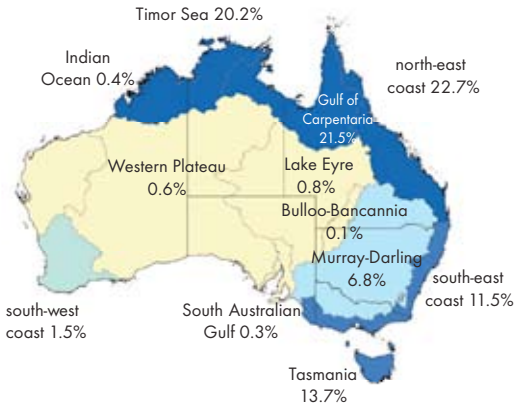 Timor Sea 20.2%
Indian
Ocean 0.4%
north-east
coast 22.7%
Gulf of
Carpentaria
21.5%
Western Plateau
0.6%
Lake Eyre
0.8%
Bulloo-Bancannia
0.1%
Murray-Darling
6.8%
south-east
coast 11.5%
south-west
coast 1.5%
South Australian
Gulf 0.3%
Tasmania
13.7%